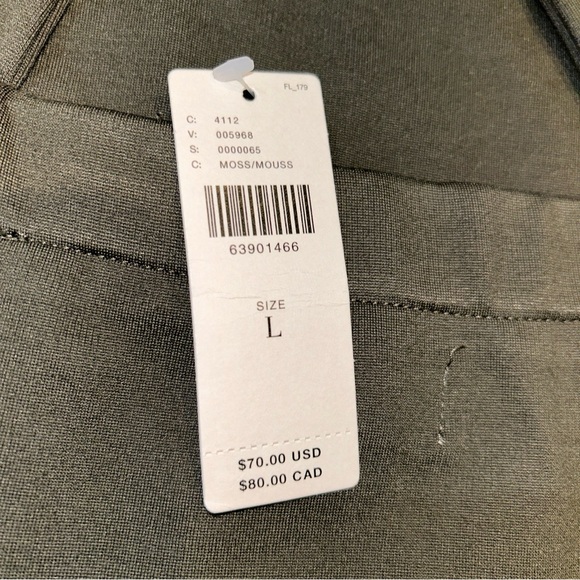 FL_179
C: 4112
V: 005968
S: 0000065
C: MOSS/MOUSS
63901466
SIZE
L
$70.00 USD
$80.00 CAD